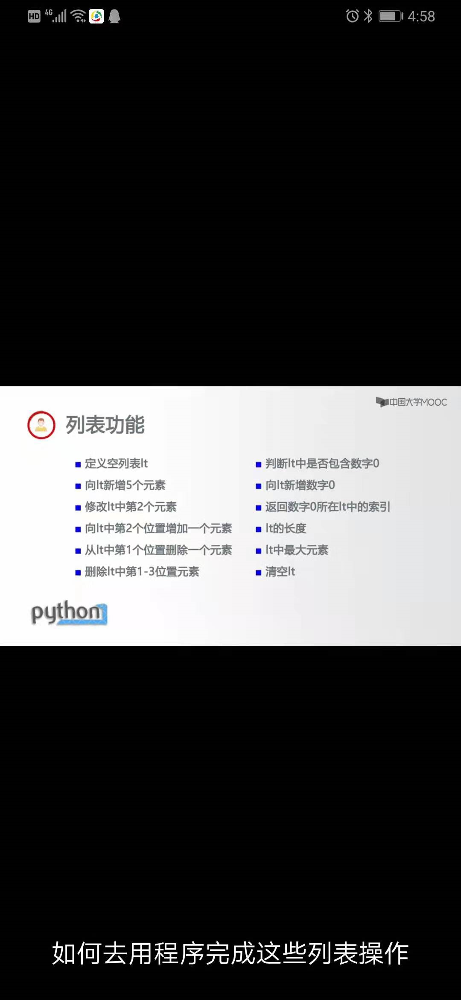 HD 4G 4:58
中国大学MOOC
列表功能
定义空列表lt
向lt新增5个元素
修改lt中第2个元素
向lt中第2个位置增加一个元素
从lt中第1个位置删除一个元素
删除lt中第1-3位置元素
判断lt中是否包含数字0
向lt新增数字0
返回数字0所在lt中的索引
lt的长度
lt中最大元素
清空lt
python
如何去用程序完成这些列表操作